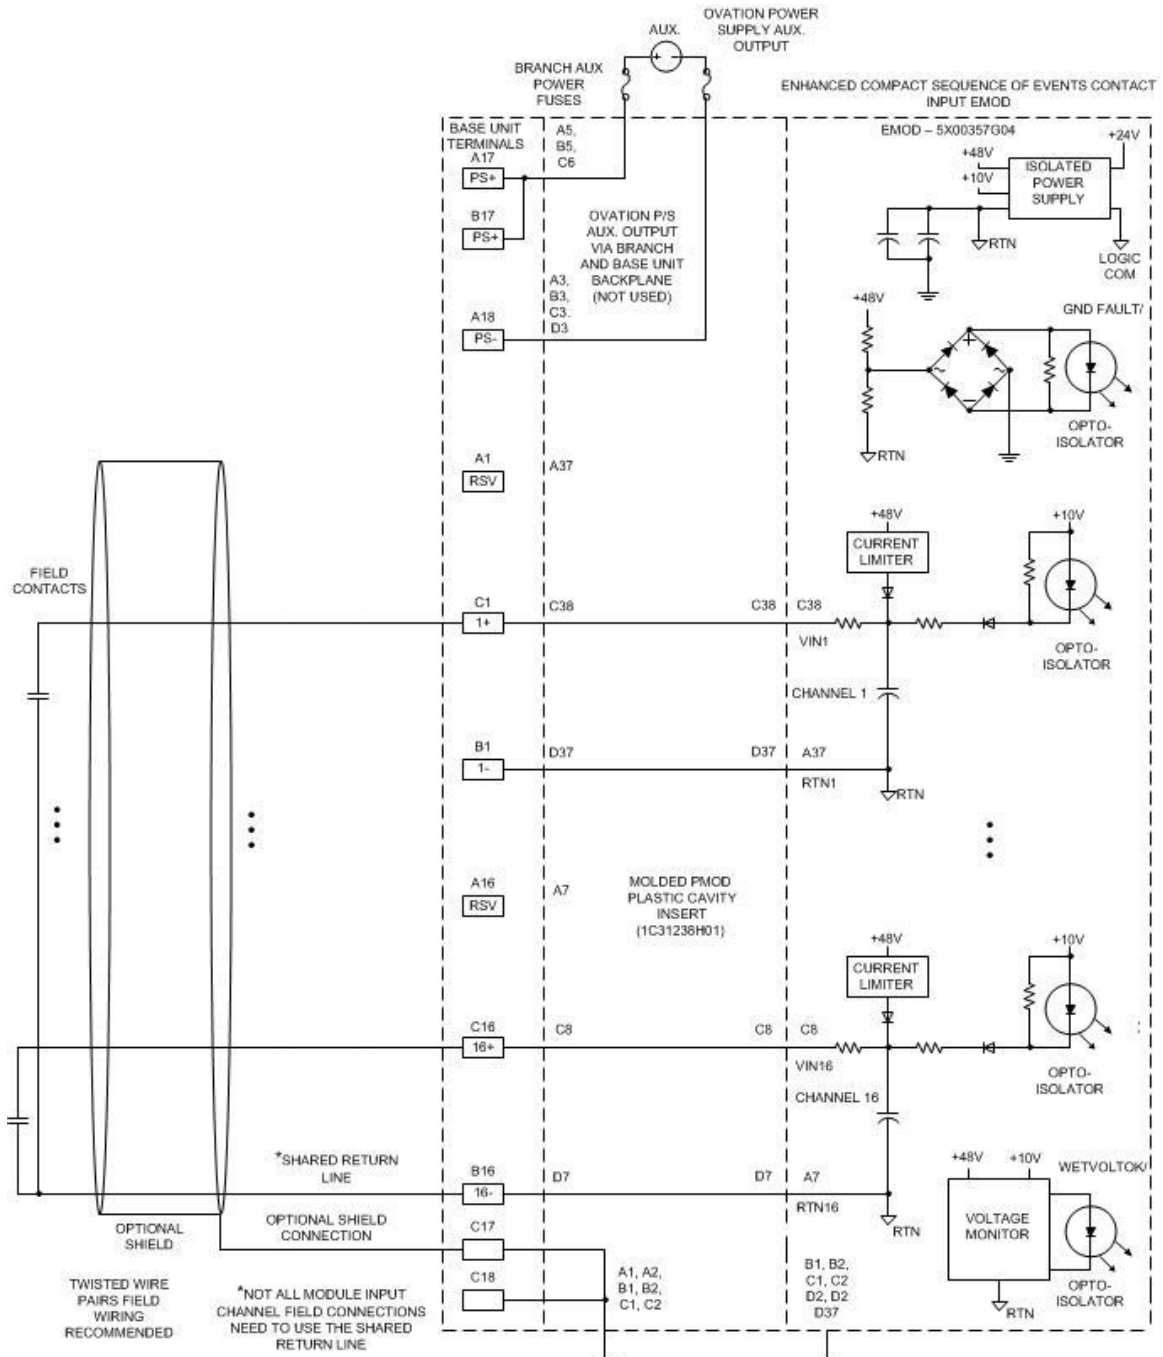 OVATION POWER
SUPPLY AUX.
OUTPUT
AUX.
+ −
BRANCH AUX
POWER
FUSES
ENHANCED COMPACT SEQUENCE OF EVENTS CONTACT
INPUT EMOD
BASE UNIT
TERMINALS
A17
PS+
A5,
B5,
C6
B17
PS+
OVATION P/S
AUX. OUTPUT
VIA BRANCH
AND BASE UNIT
BACKPLANE
(NOT USED)
A3,
B3,
C3.
D3
A18
PS-
EMOD – 5X00357G04
+24V
+48V
+10V
ISOLATED
POWER
SUPPLY
RTN
LOGIC
COM
+48V
GND FAULT/
+
~ ~
−
OPTO-
ISOLATOR
RTN
A1
RSV
A37
+48V
+10V
CURRENT
LIMITER
FIELD
CONTACTS
C1
1+
C38
C38
C38
VIN1
OPTO-
ISOLATOR
CHANNEL 1
B1
1-
D37
D37
A37
RTN1
RTN
A16
RSV
A7
MOLDED PMOD
PLASTIC CAVITY
INSERT
(1C31238H01)
+48V
+10V
CURRENT
LIMITER
C16
16+
C8
C8
C8
VIN16
OPTO-
ISOLATOR
CHANNEL 16
*SHARED RETURN
LINE
B16
16-
D7
D7
A7
RTN16
RTN
+48V
+10V
WETVOLTOK/
VOLTAGE
MONITOR
OPTO-
ISOLATOR
RTN
OPTIONAL
SHIELD
OPTIONAL SHIELD
CONNECTION
C17
C18
A1, A2,
B1, B2,
C1, C2
B1, B2,
C1, C2
D2, D2
D37
TWISTED WIRE
PAIRS FIELD
WIRING
RECOMMENDED
*NOT ALL MODULE INPUT
CHANNEL FIELD CONNECTIONS
NEED TO USE THE SHARED
RETURN LINE